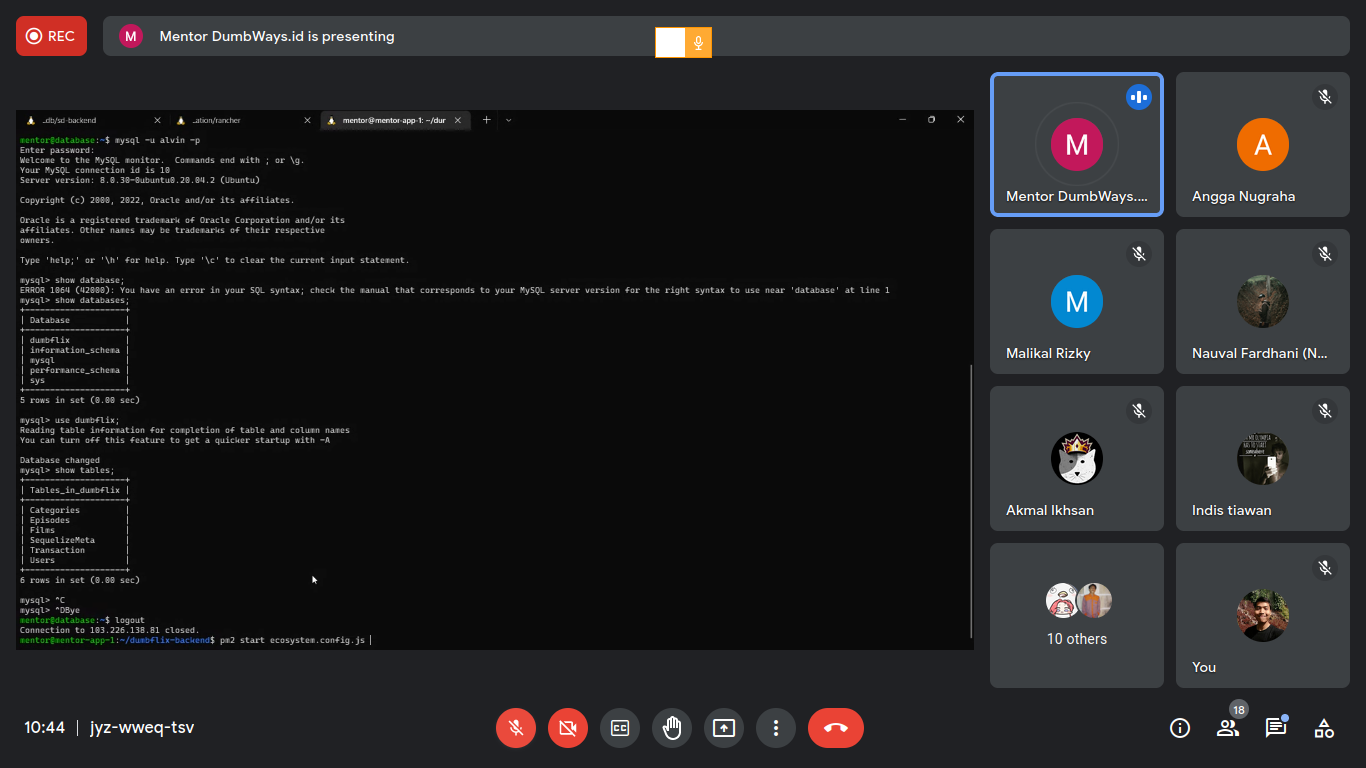 REC
M
Mentor DumbWays.id is presenting
..db/sd-backend
..ation/rancher
mentor@mentor-app-1: ~/dur
mentor@database:~$ mysql -u alvin -p
Enter password:
Welcome to the MySQL monitor.  Commands end with ; or \g.
Your MySQL connection id is 10
Server version: 8.0.30-0ubuntu0.20.04.2 (Ubuntu)
Copyright (c) 2000, 2022, Oracle and/or its affiliates.
Oracle is a registered trademark of Oracle Corporation and/or its
affiliates. Other names may be trademarks of their respective
owners.
Type 'help;' or '\h' for help. Type '\c' to clear the current input statement.
mysql> show database;
ERROR 1064 (42000): You have an error in your SQL syntax; check the manual that corresponds to your MySQL server version for the right syntax to use near 'database' at line 1
mysql> show databases;
+--------------------+
| Database           |
+--------------------+
| dumbflix           |
| information_schema |
| mysql              |
| performance_schema |
| sys                |
+--------------------+
5 rows in set (0.00 sec)
mysql> use dumbflix;
Reading table information for completion of table and column names
You can turn off this feature to get a quicker startup with -A
Database changed
mysql> show tables;
+--------------------+
| Tables_in_dumbflix |
+--------------------+
| Categories         |
| Episodes           |
| Films              |
| SequelizeMeta      |
| Transaction        |
| Users              |
+--------------------+
6 rows in set (0.00 sec)
mysql> ^C
mysql> ^DBye
mentor@database:~$ logout
Connection to 103.226.138.81 closed.
mentor@mentor-app-1:~/dumbflix-backend$ pm2 start ecosystem.config.js
M
Mentor DumbWays....
A
Angga Nugraha
M
Malikal Rizky
Nauval Fardhani (N...
Akmal Ikhsan
Indis tiawan
10 others
You
10:44 | jyz-wweq-tsv
CC
18